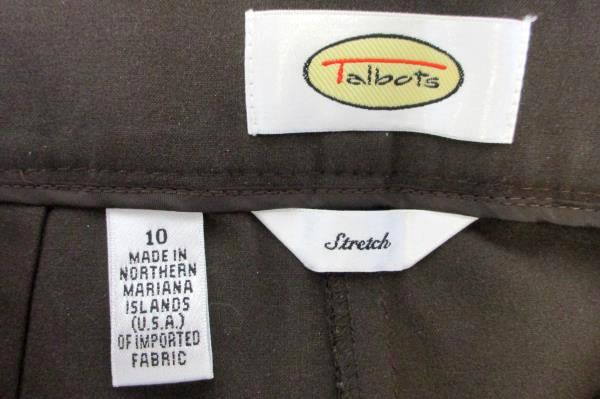 Talbots
10
MADE IN
NORTHERN
MARIANA
ISLANDS
(U.S.A.)
OF IMPORTED
FABRIC
Stretch